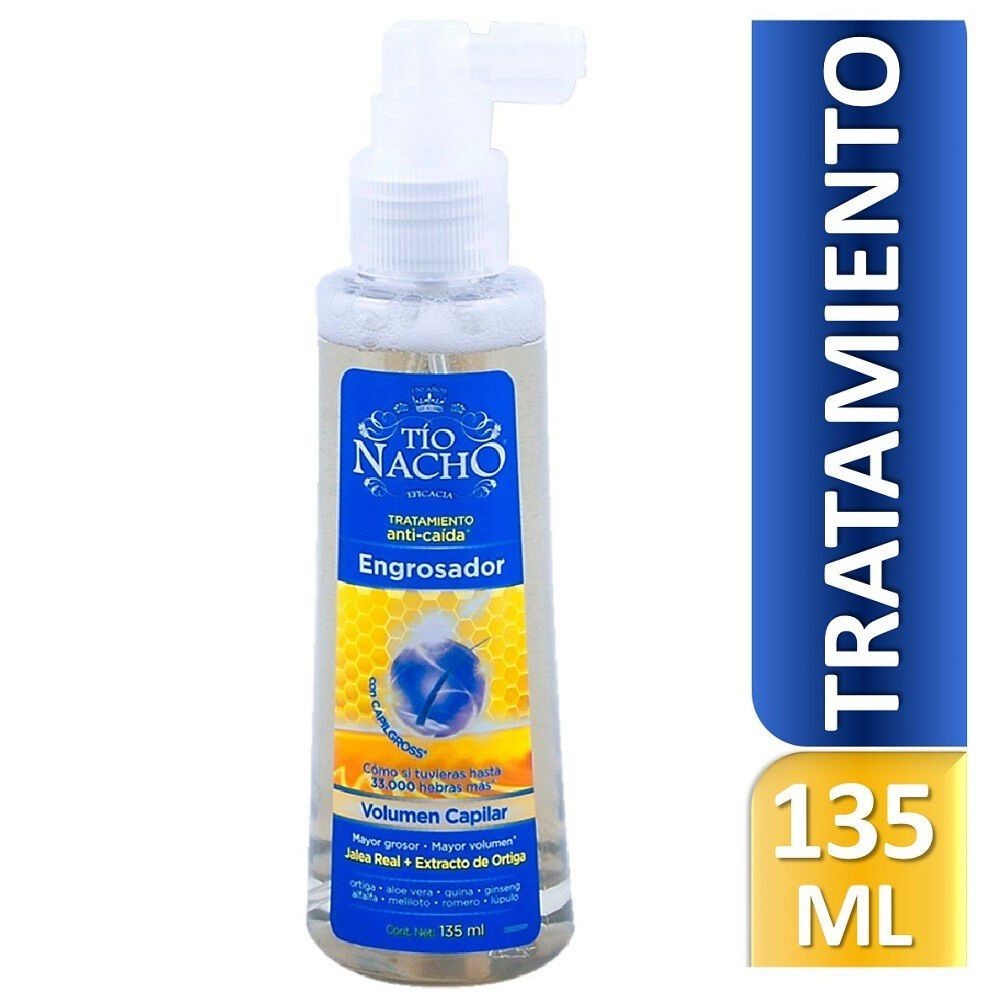 TÍO
NACHO
EFICACIA
TRATAMIENTO
anti-caída*
Engrosador
con CAPILGROSS*
Cómo si tuvieras hasta
33.000 hebras más*
Volumen Capilar
Mayor grosor • Mayor volumen*
Jalea Real + Extracto de Ortiga
ortiga • aloe vera • quina • ginseng
alfalfa • meliloto • romero • lúpulo
Cont. Net: 135 ml
TRATAMIENTO
135
ML